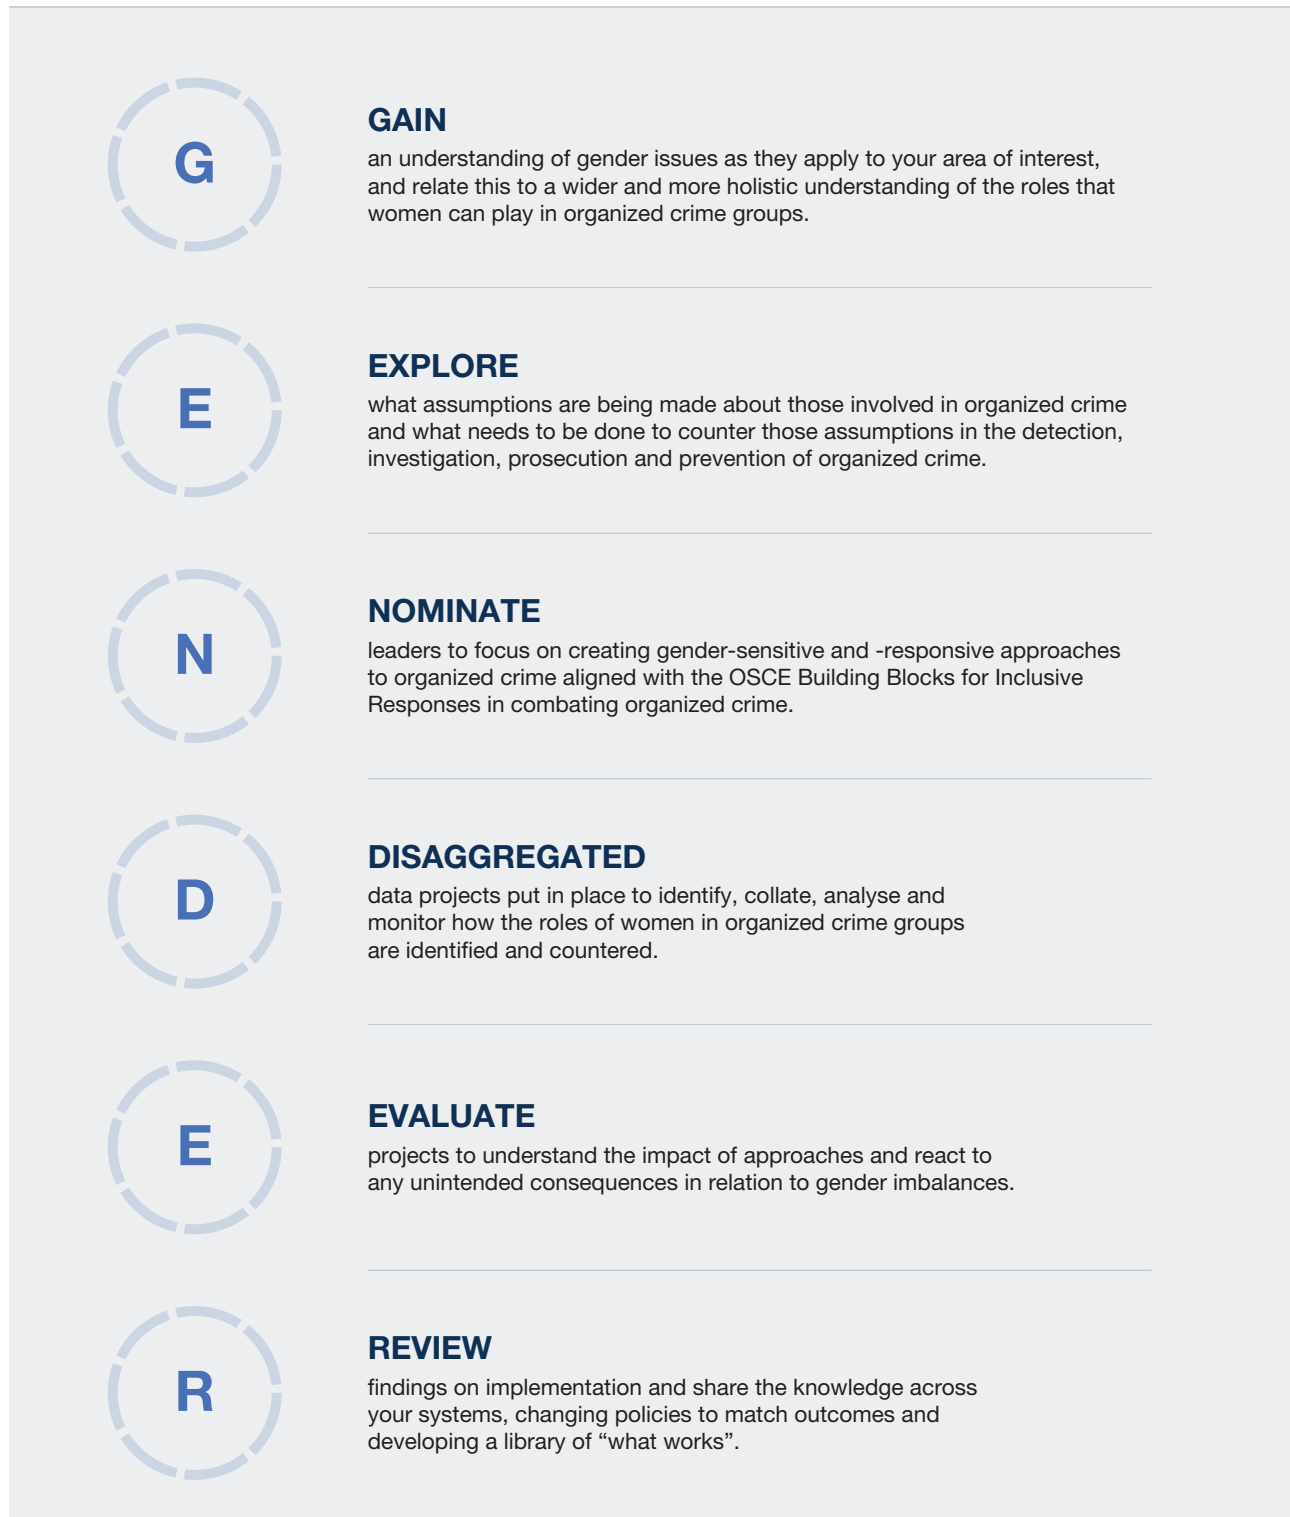 G
GAIN
an understanding of gender issues as they apply to your area of interest,
and relate this to a wider and more holistic understanding of the roles that
women can play in organized crime groups.
E
EXPLORE
what assumptions are being made about those involved in organized crime
and what needs to be done to counter those assumptions in the detection,
investigation, prosecution and prevention of organized crime.
N
NOMINATE
leaders to focus on creating gender-sensitive and -responsive approaches
to organized crime aligned with the OSCE Building Blocks for Inclusive
Responses in combating organized crime.
D
DISAGGREGATED
data projects put in place to identify, collate, analyse and
monitor how the roles of women in organized crime groups
are identified and countered.
E
EVALUATE
projects to understand the impact of approaches and react to
any unintended consequences in relation to gender imbalances.
R
REVIEW
findings on implementation and share the knowledge across
your systems, changing policies to match outcomes and
developing a library of “what works”.